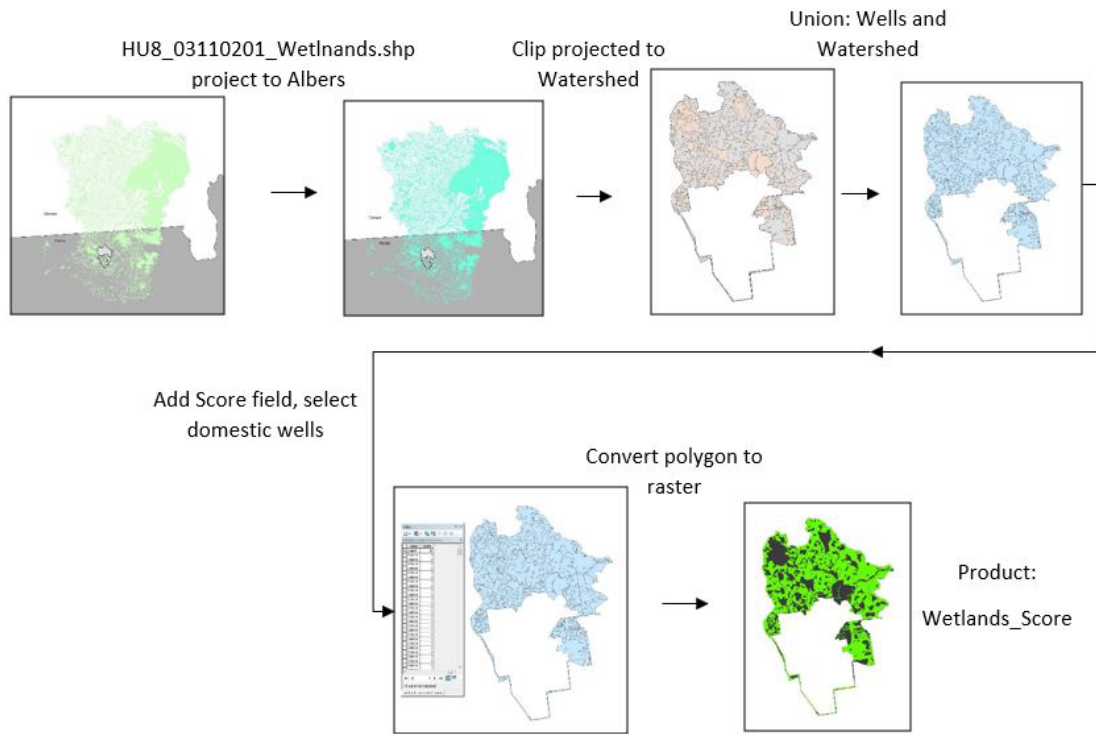 HU8_03110201_Wetlnands.shp
project to Albers
Clip projected to
Watershed
Union: Wells and
Watershed
Add Score field, select
domestic wells
Convert polygon to
raster
Product:
Wetlands_Score